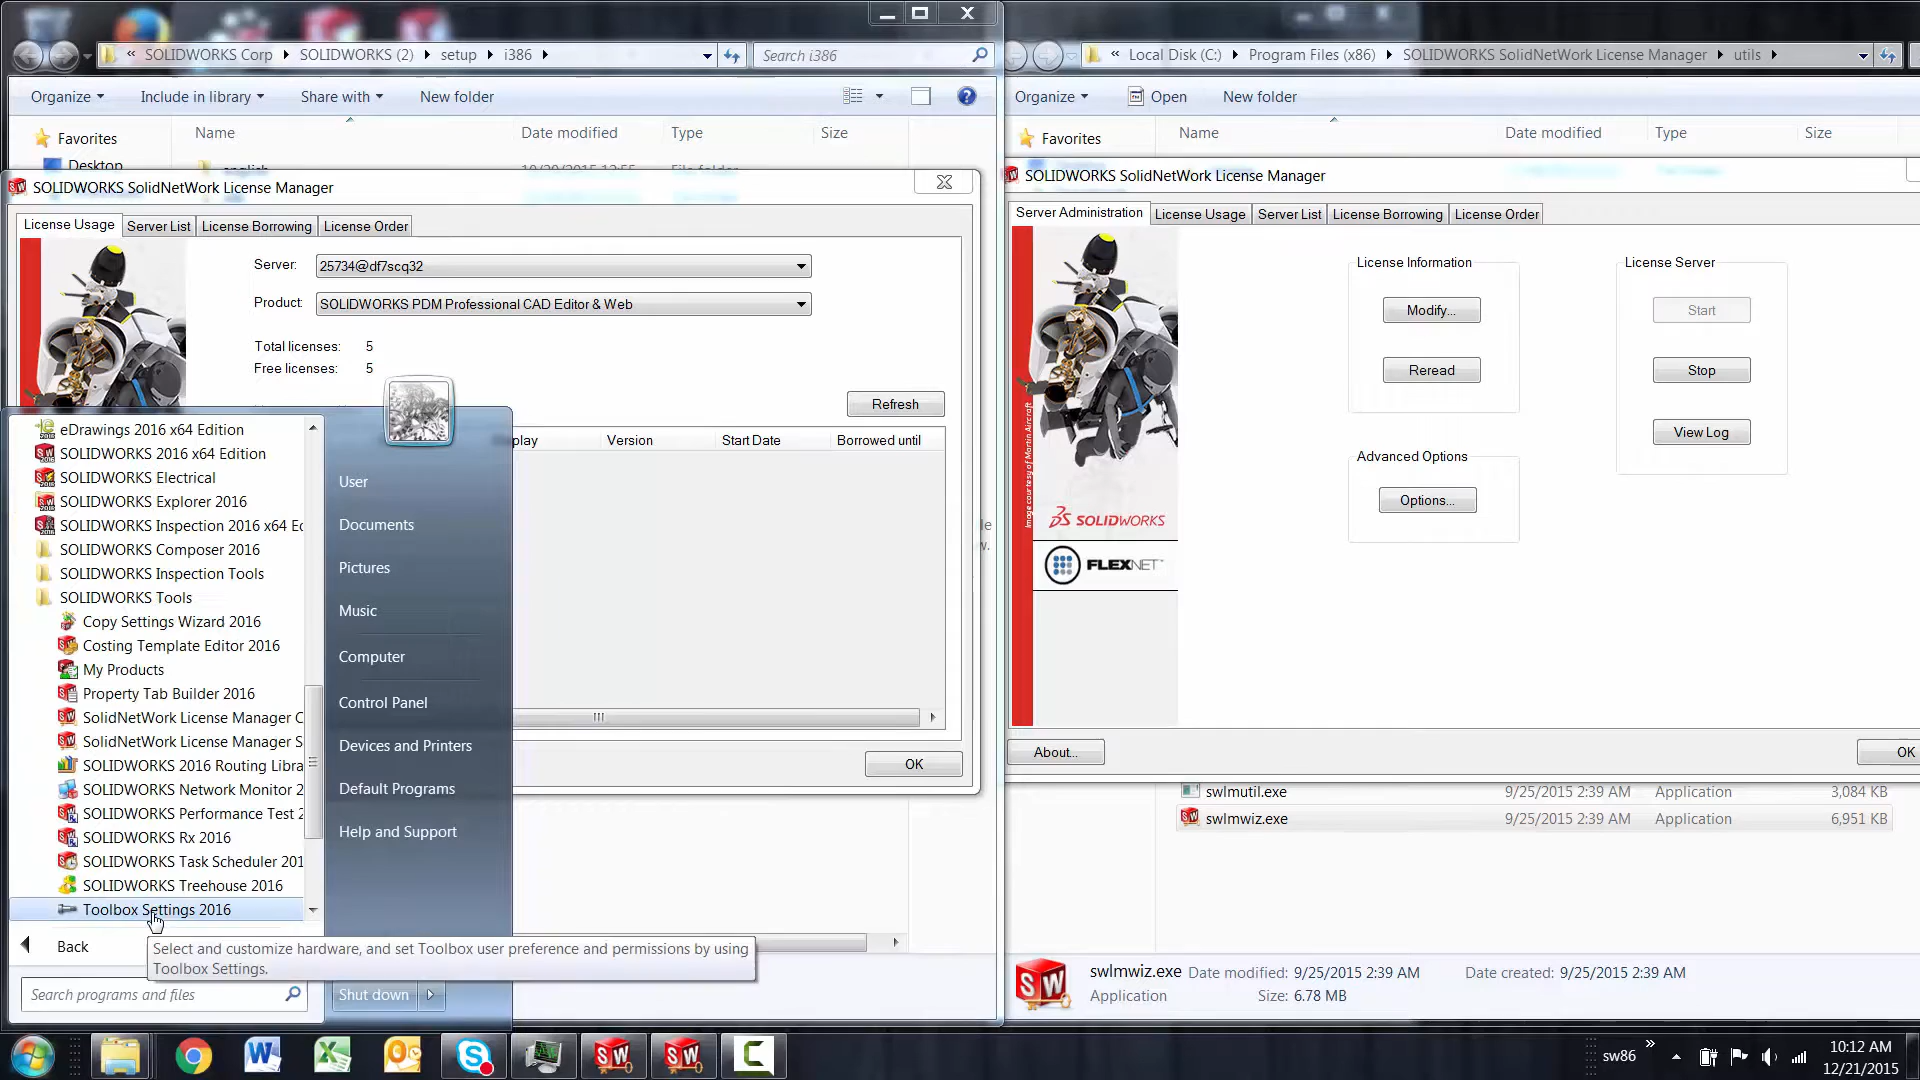 « SOLIDWORKS Corp SOLIDWORKS (2) setup i386
Search i386
Organize Include in library Share with New folder
Favorites
Desktop
Name Date modified Type Size
SOLIDWORKS SolidNetWork License Manager
License Usage Server List License Borrowing License Order
Server: 25734@df7scq32
Product: SOLIDWORKS PDM Professional CAD Editor & Web
Total licenses: 5
Free licenses: 5
Refresh
Version Start Date Borrowed until
OK
eDrawings 2016 x64 Edition
SOLIDWORKS 2016 x64 Edition
SOLIDWORKS Electrical
SOLIDWORKS Explorer 2016
SOLIDWORKS Inspection 2016 x64 Ec
SOLIDWORKS Composer 2016
SOLIDWORKS Inspection Tools
SOLIDWORKS Tools
Copy Settings Wizard 2016
Costing Template Editor 2016
My Products
Property Tab Builder 2016
SolidNetWork License Manager C
SolidNetWork License Manager S
SOLIDWORKS 2016 Routing Libra
SOLIDWORKS Network Monitor 2
SOLIDWORKS Performance Test 2
SOLIDWORKS Rx 2016
SOLIDWORKS Task Scheduler 201
SOLIDWORKS Treehouse 2016
Toolbox Settings 2016
Back
Search programs and files
User
Documents
Pictures
Music
Computer
Control Panel
Devices and Printers
Default Programs
Help and Support
Shut down
Select and customize hardware, and set Toolbox user preference and permissions by using
Toolbox Settings.
« Local Disk (C:) Program Files (x86) SOLIDWORKS SolidNetWork License Manager utils
Organize Open New folder
Favorites
Name Date modified Type Size
SOLIDWORKS SolidNetWork License Manager
Server Administration License Usage Server List License Borrowing License Order
License Information
Modify...
Reread
License Server
Start
Stop
View Log
Advanced Options
Options...
Image courtesy of Martin Aircraft
SOLIDWORKS
FLEXNET
About...
OK
swlmutil.exe 9/25/2015 2:39 AM Application 3,084 KB
swlmwiz.exe 9/25/2015 2:39 AM Application 6,951 KB
swlmwiz.exe Date modified: 9/25/2015 2:39 AM Date created: 9/25/2015 2:39 AM
Application Size: 6.78 MB
sw86
10:12 AM
12/21/2015